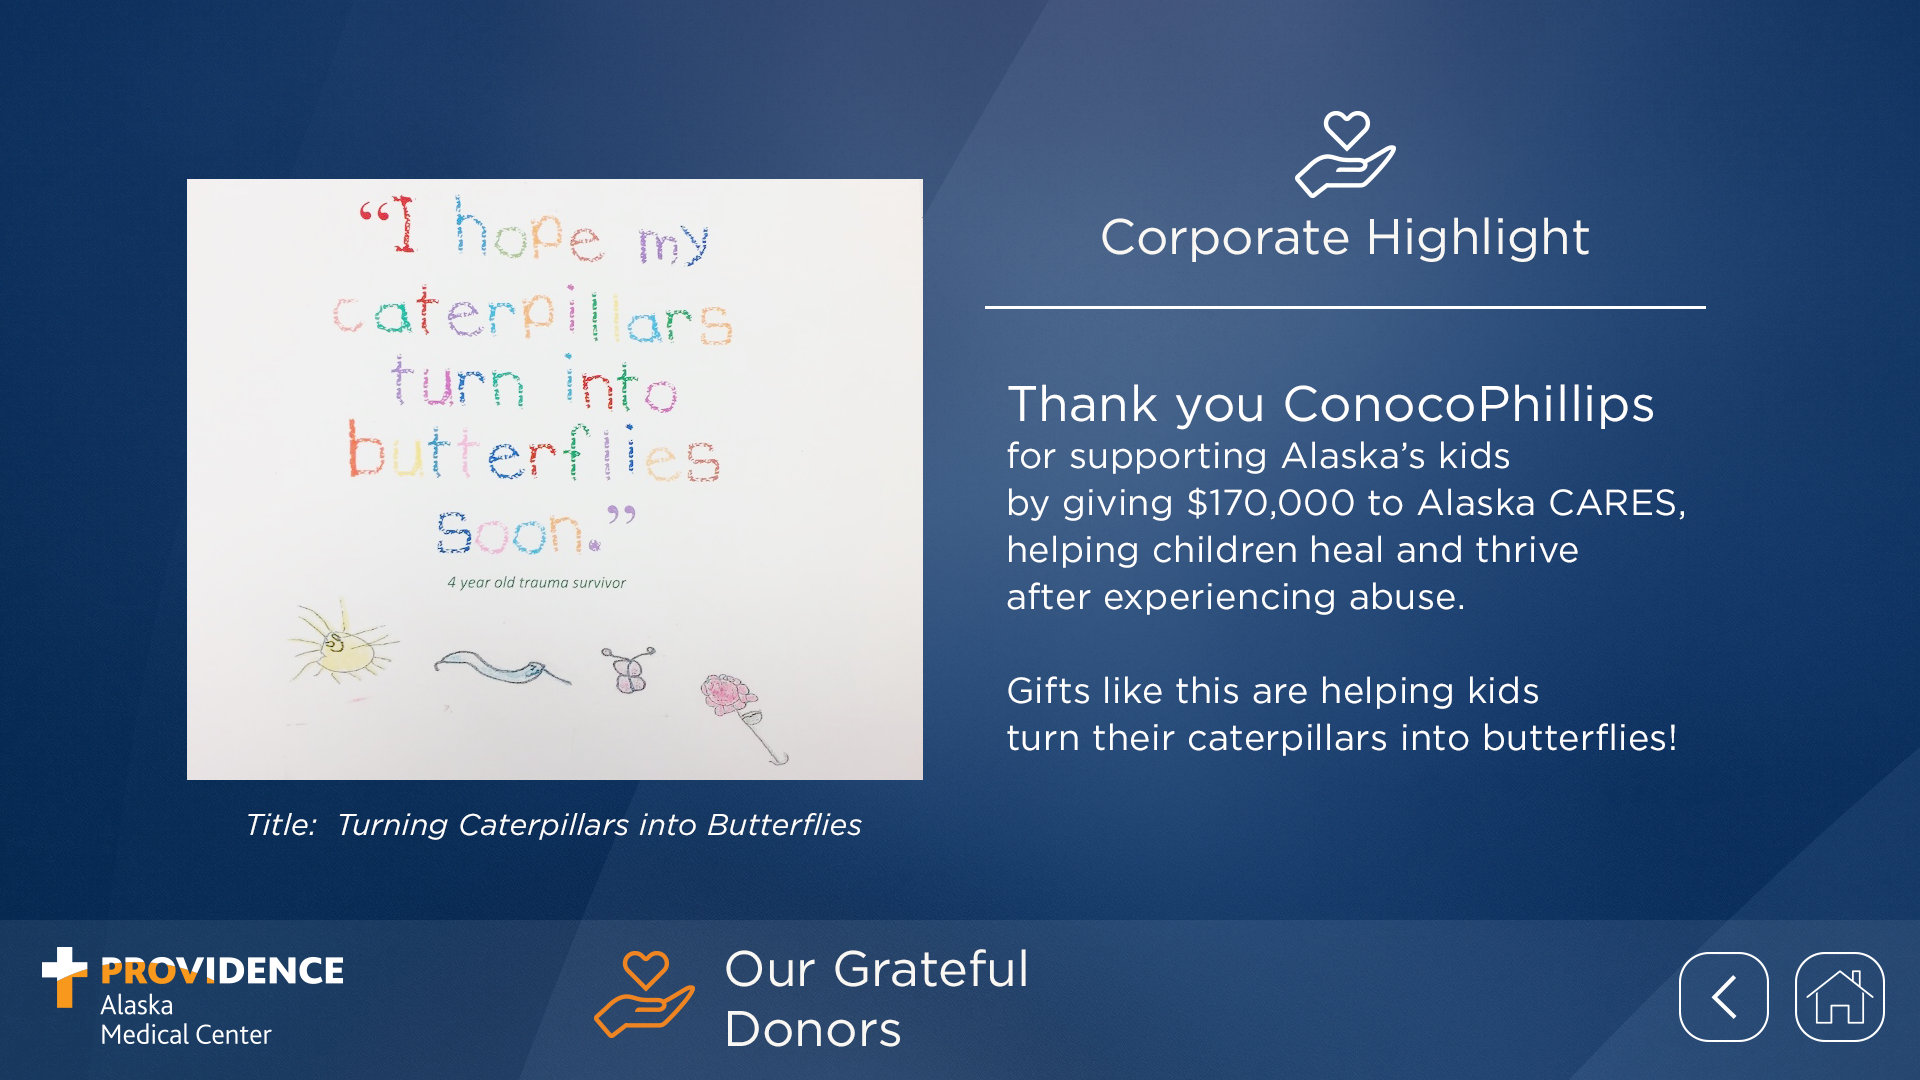 “I hope my
caterpillars
turn into
butterflies
soon.”
4 year old trauma survivor
Title: Turning Caterpillars into Butterflies
Corporate Highlight
Thank you ConocoPhillips
for supporting Alaska’s kids
by giving $170,000 to Alaska CARES,
helping children heal and thrive
after experiencing abuse.
Gifts like this are helping kids
turn their caterpillars into butterflies!
PROVIDENCE
Alaska
Medical Center
Our Grateful
Donors